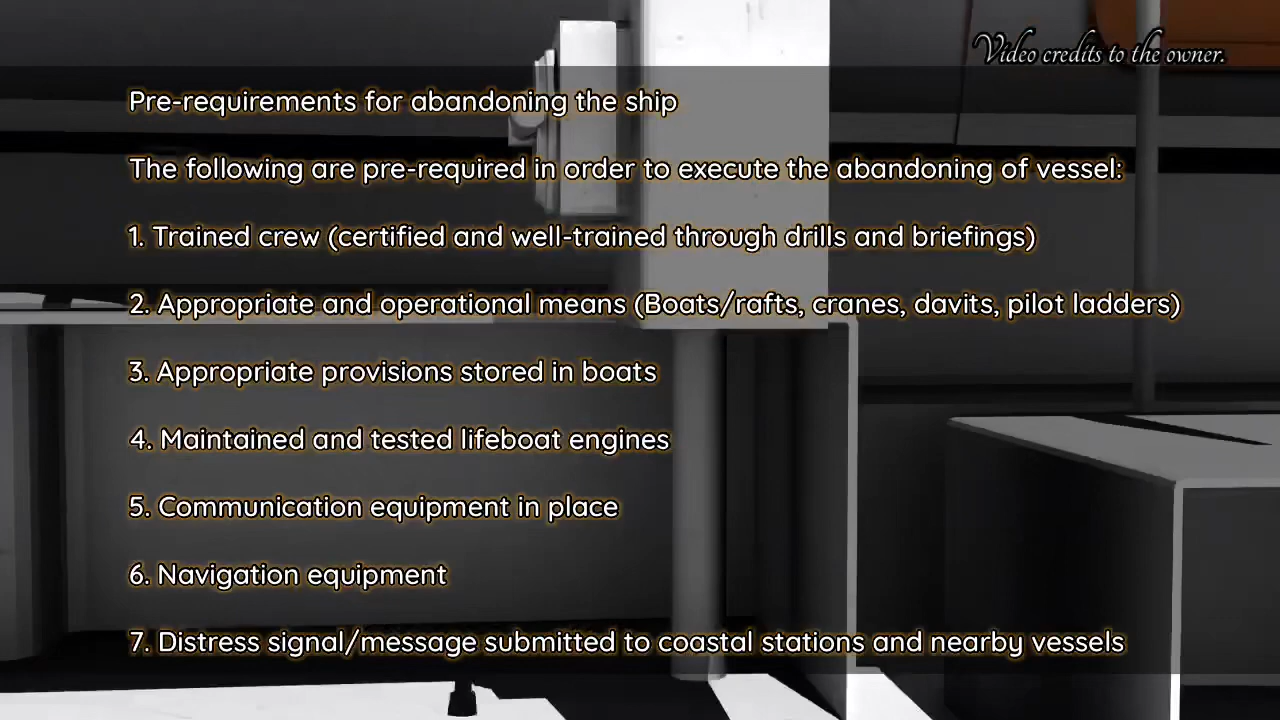 Video credits to the owner.
Pre-requirements for abandoning the ship
The following are pre-required in order to execute the abandoning of vessel:
1. Trained crew (certified and well-trained through drills and briefings)
2. Appropriate and operational means (Boats/rafts, cranes, davits, pilot ladders)
3. Appropriate provisions stored in boats
4. Maintained and tested lifeboat engines
5. Communication equipment in place
6. Navigation equipment
7. Distress signal/message submitted to coastal stations and nearby vessels